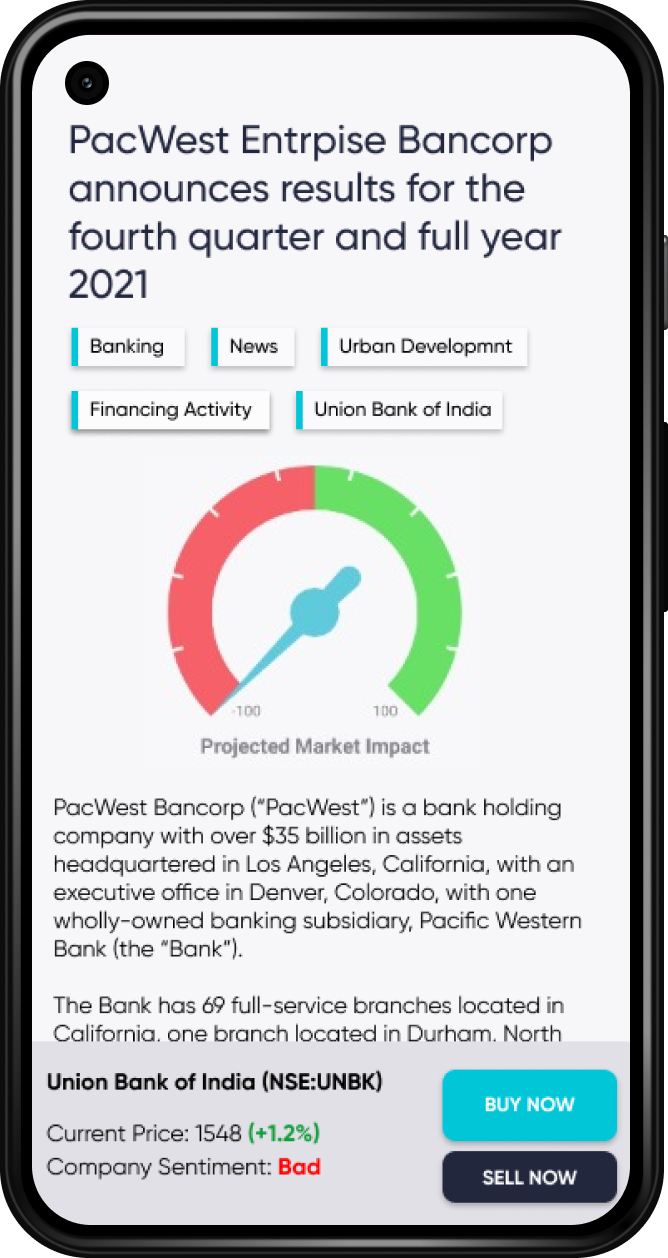 PacWest Entrpise Bancorp
announces results for the
fourth quarter and full year
2021
Banking News Urban Developmnt
Financing Activity Union Bank of India
-100 100
Projected Market Impact
PacWest Bancorp (“PacWest”) is a bank holding
company with over $35 billion in assets
headquartered in Los Angeles, California, with an
executive office in Denver, Colorado, with one
wholly-owned banking subsidiary, Pacific Western
Bank (the “Bank”).
The Bank has 69 full-service branches located in
California, one branch located in Durham, North
Union Bank of India (NSE:UNBK)
Current Price: 1548 (+1.2%)
Company Sentiment: Bad
BUY NOW
SELL NOW